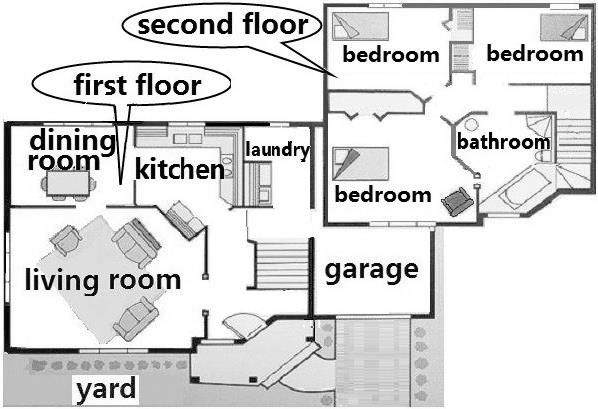 second floor
bedroom
bedroom
first floor
dining
room
kitchen
laundry
bathroom
bedroom
living room
garage
yard